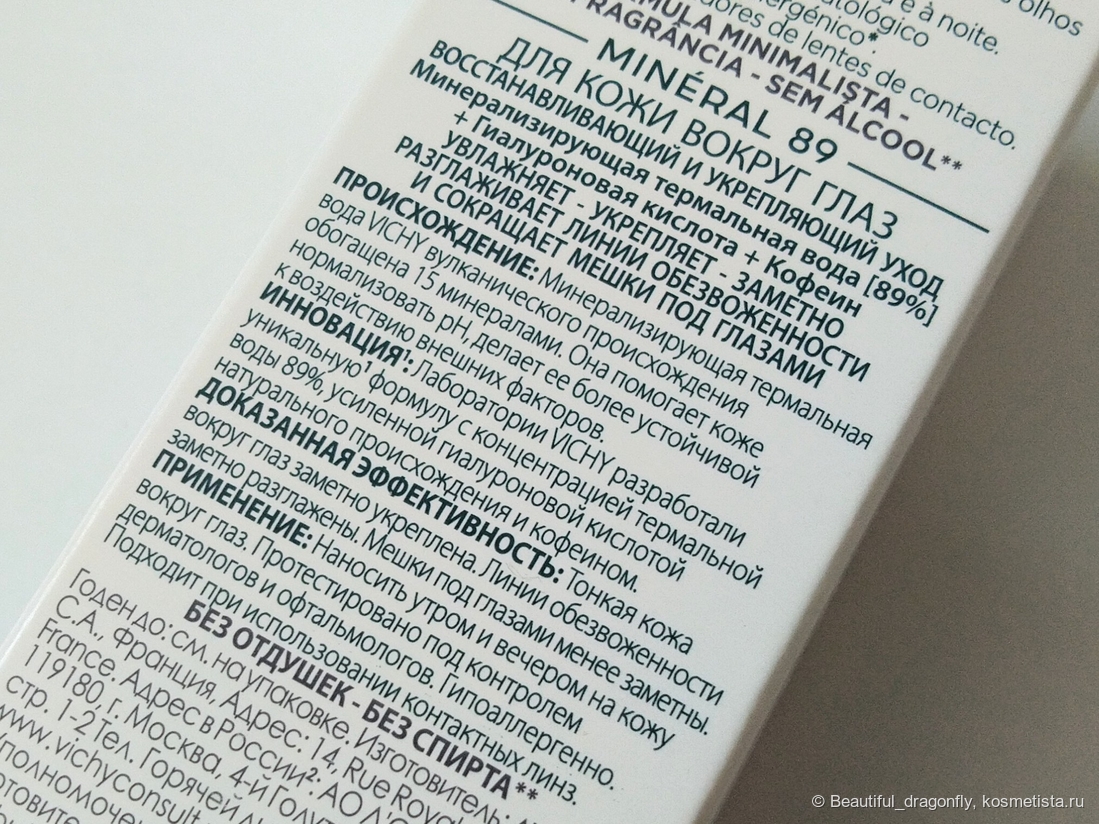 olhos
e à noite.
dores de lentes de contacto.
MINIMALISTA -
FRAGRÂNCIA - SEM ÁLCOOL**
MINÉRAL 89
ДЛЯ КОЖИ ВОКРУГ ГЛАЗ
ВОССТАНАВЛИВАЮЩИЙ И УКРЕПЛЯЮЩИЙ УХОД
Минерализирующая термальная вода [89%]
+ Гиалуроновая кислота + Кофеин
УВЛАЖНЯЕТ - УКРЕПЛЯЕТ - ЗАМЕТНО
РАЗГЛАЖИВАЕТ ЛИНИИ ОБЕЗВОЖЕННОСТИ
И СОКРАЩАЕТ МЕШКИ ПОД ГЛАЗАМИ
ПРОИСХОЖДЕНИЕ: Минерализирующая термальная
вода VICHY вулканического происхождения
обогащена 15 минералами. Она помогает коже
нормализовать pH, делает ее более устойчивой
к воздействию внешних факторов.
ИННОВАЦИЯ¹: Лаборатории VICHY разработали
уникальную¹ формулу с концентрацией термальной
воды 89%, усиленной гиалуроновой кислотой
натурального происхождения и кофеином.
ДОКАЗАННАЯ ЭФФЕКТИВНОСТЬ: Тонкая кожа
вокруг глаз заметно укреплена. Линии обезвоженности
заметно разглажены. Мешки под глазами менее заметны.
ПРИМЕНЕНИЕ: Наносить утром и вечером на кожу
вокруг глаз. Протестировано под контролем
дерматологов и офтальмологов. Гипоаллергенно.
Подходит при использовании контактных линз.
БЕЗ ОТДУШЕК - БЕЗ СПИРТА**
Годен до: см. на упаковке. Изготовитель:
С.А., Франция, Адрес: 14, Rue Royale
France. Адрес в России²: АО
119180, г. Москва, 4-й
стр. 1-2 Тел. Горячей
© Beautiful_dragonfly, kosmetista.ru